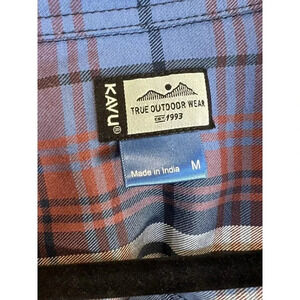 KAVU®
TRUE OUTDOOR WEAR
EST 1993
Made in India M